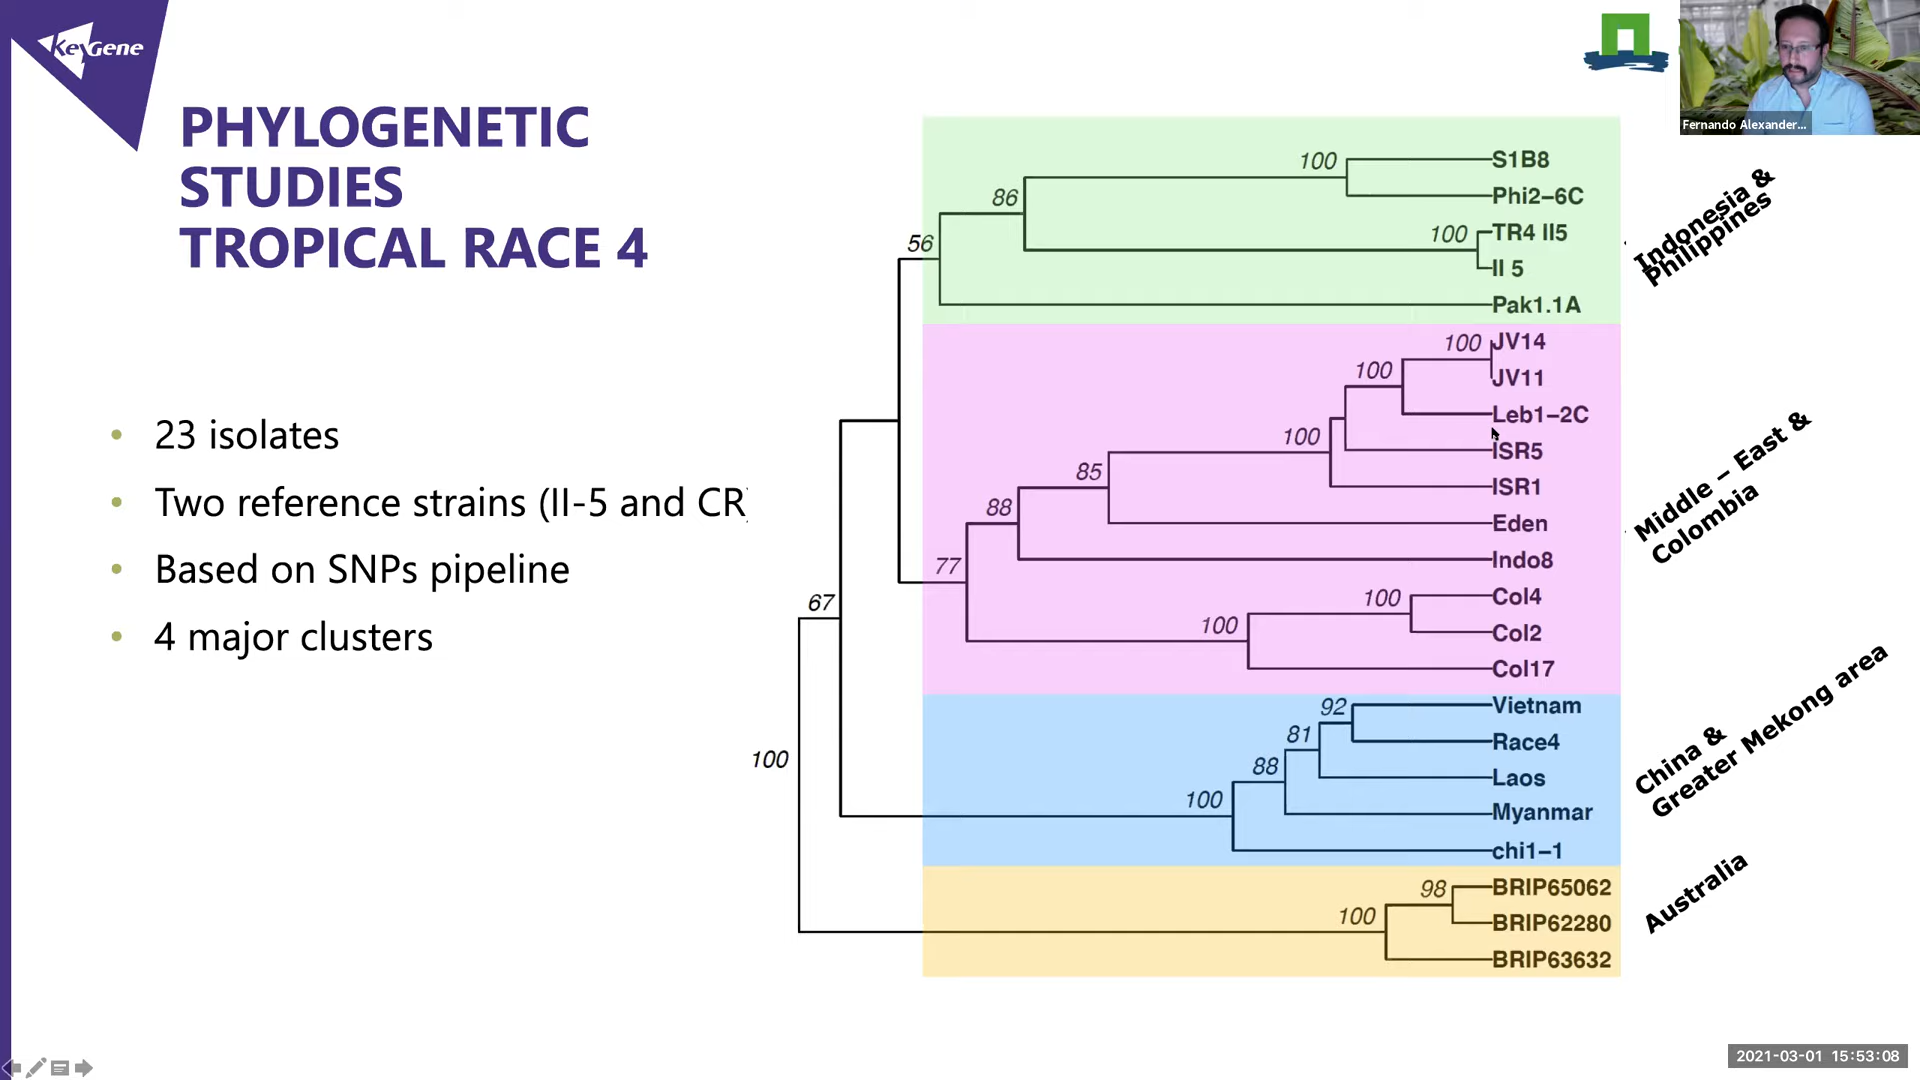 KeyGene
PHYLOGENETIC
STUDIES
TROPICAL RACE 4
• 23 isolates
• Two reference strains (II-5 and CR)
• Based on SNPs pipeline
• 4 major clusters
100
S1B8
86
Phi2–6C
100
TR4 II5
56
II 5
Pak1.1A
100
JV14
100
JV11
Leb1–2C
100
ISR5
85
ISR1
88
Eden
77
Indo8
67
100
Col4
100
Col2
Col17
92
Vietnam
81
Race4
100
88
Laos
100
Myanmar
chi1–1
98
BRIP65062
100
BRIP62280
BRIP63632
Indonesia &
Philippines
Middle – East &
Colombia
China &
Greater Mekong area
Australia
Fernando Alexander...
2021-03-01 15:53:08